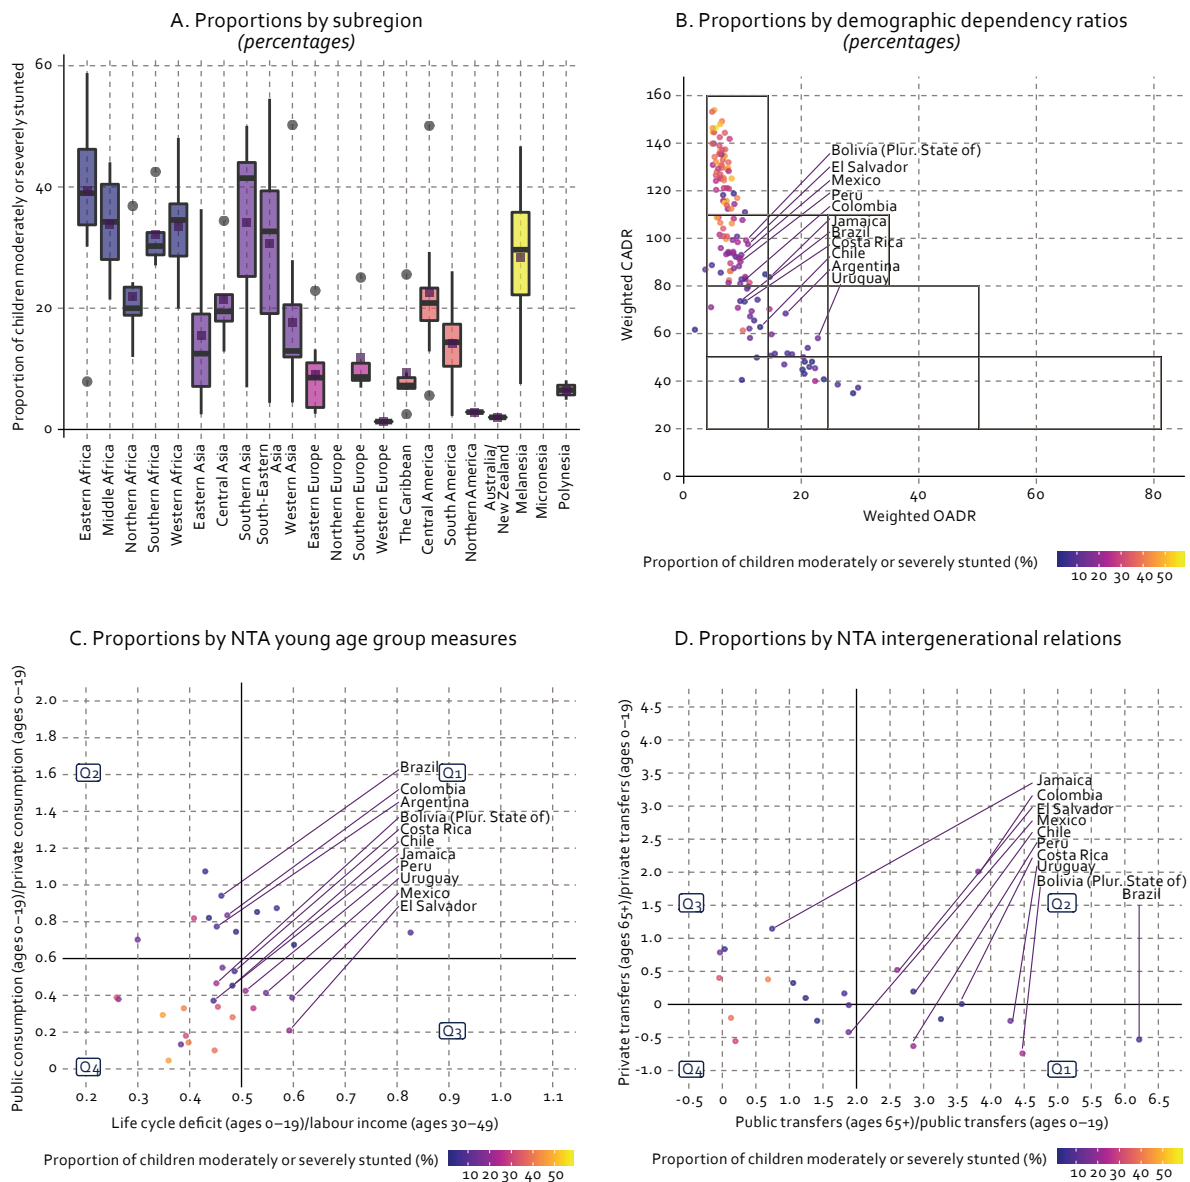 A. Proportions by subregion
(percentages)
Proportion of children moderately or severely stunted
60
40
20
0
Eastern Africa
Middle Africa
Northern Africa
Southern Africa
Western Africa
Eastern Asia
Central Asia
Southern Asia
South-Eastern
Asia
Western Asia
Eastern Europe
Northern Europe
Southern Europe
Western Europe
The Caribbean
Central America
South America
Northern America
Australia/
New Zealand
Melanesia
Micronesia
Polynesia
B. Proportions by demographic dependency ratios
(percentages)
Weighted CADR
160
140
120
100
80
60
40
20
0
Bolivia (Plur. State of)
El Salvador
Mexico
Peru
Colombia
Jamaica
Brazil
Costa Rica
Chile
Argentina
Uruguay
0 20 40 60 80
Weighted OADR
Proportion of children moderately or severely stunted (%)
10 20 30 40 50
C. Proportions by NTA young age group measures
Public consumption (ages 0–19)/private consumption (ages 0–19)
2.0
1.8
1.6
1.4
1.2
1.0
0.8
0.6
0.4
0.2
0
Q2
Q1
Q3
Q4
Brazil
Colombia
Argentina
Bolivia (Plur. State of)
Costa Rica
Chile
Jamaica
Peru
Uruguay
Mexico
El Salvador
0.2 0.3 0.4 0.5 0.6 0.7 0.8 0.9 1.0 1.1
Life cycle deficit (ages 0–19)/labour income (ages 30–49)
Proportion of children moderately or severely stunted (%)
10 20 30 40 50
D. Proportions by NTA intergenerational relations
Private transfers (ages 65+)/private transfers (ages 0–19)
4.5
4.0
3.5
3.0
2.5
2.0
1.5
1.0
0.5
0
-0.5
-1.0
Jamaica
Colombia
El Salvador
Mexico
Chile
Peru
Costa Rica
Uruguay
Bolivia (Plur. State of)
Brazil
Q3
Q2
Q4
Q1
-0.5 0 0.5 1.0 1.5 2.0 2.5 3.0 3.5 4.0 4.5 5.0 5.5 6.0 6.5
Public transfers (ages 65+)/public transfers (ages 0–19)
Proportion of children moderately or severely stunted (%)
10 20 30 40 50